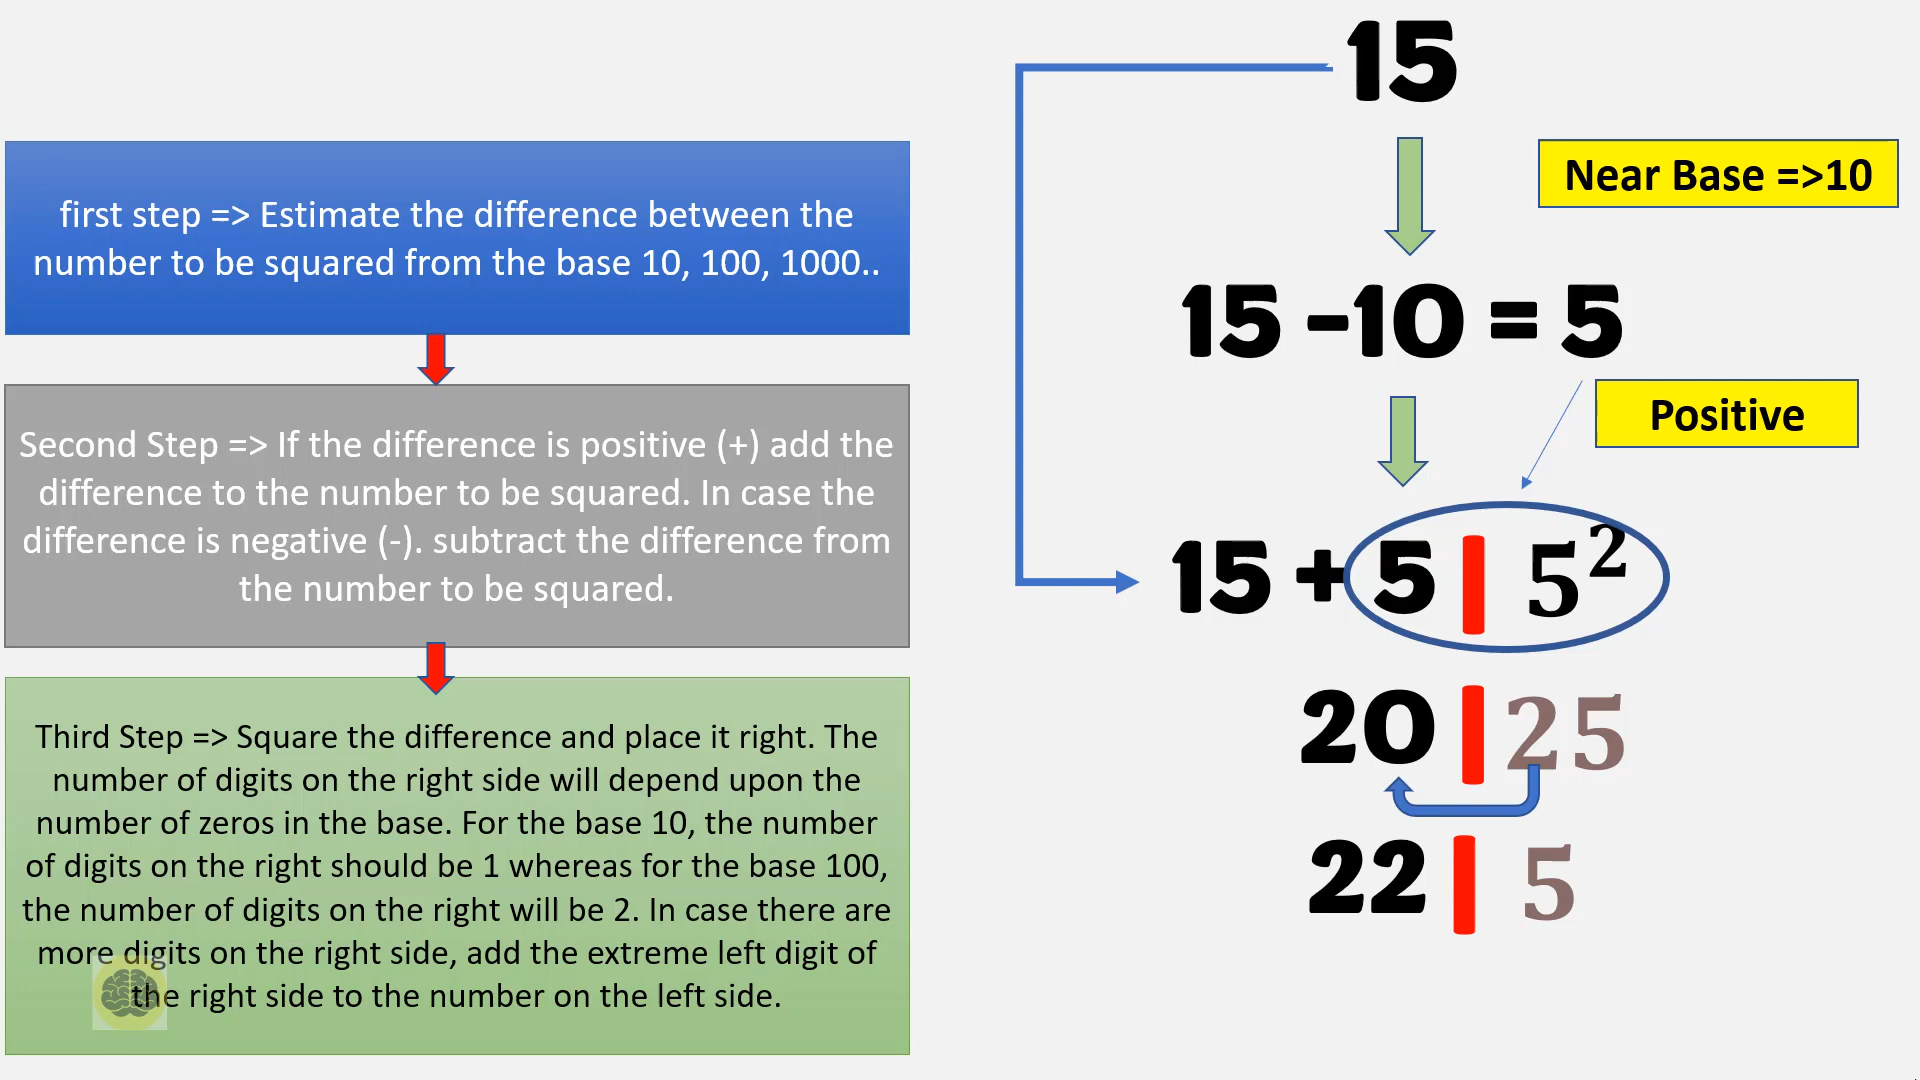 first step => Estimate the difference between the
number to be squared from the base 10, 100, 1000..
Second Step => If the difference is positive (+) add the
difference to the number to be squared. In case the
difference is negative (-). subtract the difference from
the number to be squared.
Third Step => Square the difference and place it right. The
number of digits on the right side will depend upon the
number of zeros in the base. For the base 10, the number
of digits on the right should be 1 whereas for the base 100,
the number of digits on the right will be 2. In case there are
more digits on the right side, add the extreme left digit of
the right side to the number on the left side.
15
Near Base =>10
15 -10 = 5
Positive
15 + 5 | 5²
20 | 25
22 | 5